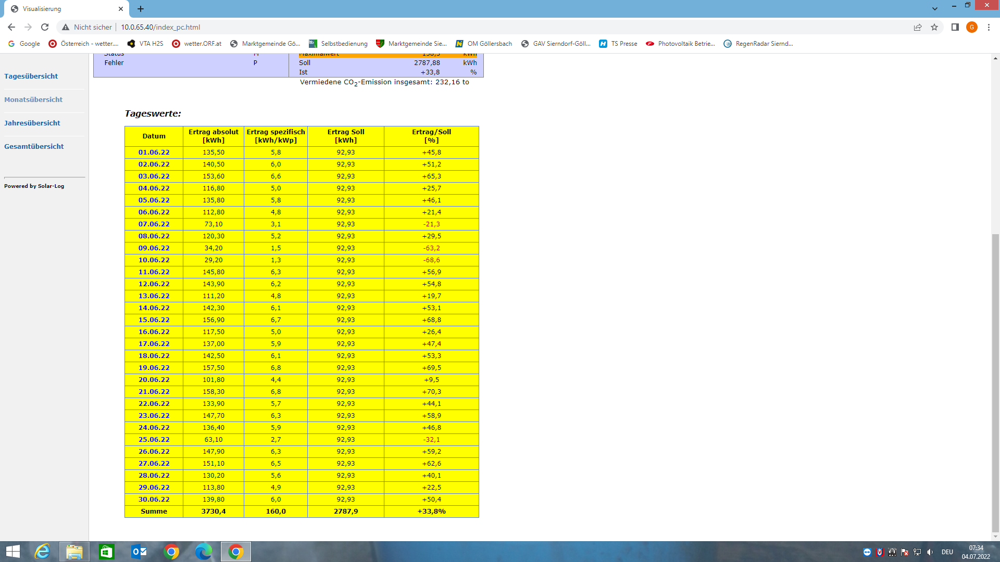 Visualisierung
Nicht sicher 10.0.65.40/index_pc.html
G
Google Österreich - wetter.... VTA H2S wetter.ORF.at Marktgemeinde Gö... Selbstbedienung Marktgemeinde Sie... OM Göllersbach GAV Sierndorf-Göll... TS Presse Photovoltaik Betrie... RegenRadar Siernd...
Status M Maximalwert 158,3 kWh
Fehler P Soll 2787,88 kWh
Ist +33,8 %
Vermiedene CO2-Emission insgesamt: 232,16 to
Tagesübersicht
Monatsübersicht
Jahresübersicht
Gesamtübersicht
Powered by Solar-Log
Tageswerte:
Datum Ertrag absolut [kWh] Ertrag spezifisch [kWh/kWp] Ertrag Soll [kWh] Ertrag/Soll [%]
01.06.22 135,50 5,8 92,93 +45,8
02.06.22 140,50 6,0 92,93 +51,2
03.06.22 153,60 6,6 92,93 +65,3
04.06.22 116,80 5,0 92,93 +25,7
05.06.22 135,80 5,8 92,93 +46,1
06.06.22 112,80 4,8 92,93 +21,4
07.06.22 73,10 3,1 92,93 -21,3
08.06.22 120,30 5,2 92,93 +29,5
09.06.22 34,20 1,5 92,93 -63,2
10.06.22 29,20 1,3 92,93 -68,6
11.06.22 145,80 6,3 92,93 +56,9
12.06.22 143,90 6,2 92,93 +54,8
13.06.22 111,20 4,8 92,93 +19,7
14.06.22 142,30 6,1 92,93 +53,1
15.06.22 156,90 6,7 92,93 +68,8
16.06.22 117,50 5,0 92,93 +26,4
17.06.22 137,00 5,9 92,93 +47,4
18.06.22 142,50 6,1 92,93 +53,3
19.06.22 157,50 6,8 92,93 +69,5
20.06.22 101,80 4,4 92,93 +9,5
21.06.22 158,30 6,8 92,93 +70,3
22.06.22 133,90 5,7 92,93 +44,1
23.06.22 147,70 6,3 92,93 +58,9
24.06.22 136,40 5,9 92,93 +46,8
25.06.22 63,10 2,7 92,93 -32,1
26.06.22 147,90 6,3 92,93 +59,2
27.06.22 151,10 6,5 92,93 +62,6
28.06.22 130,20 5,6 92,93 +40,1
29.06.22 113,80 4,9 92,93 +22,5
30.06.22 139,80 6,0 92,93 +50,4
Summe 3730,4 160,0 2787,9 +33,8%
DEU 07:34
04.07.2022